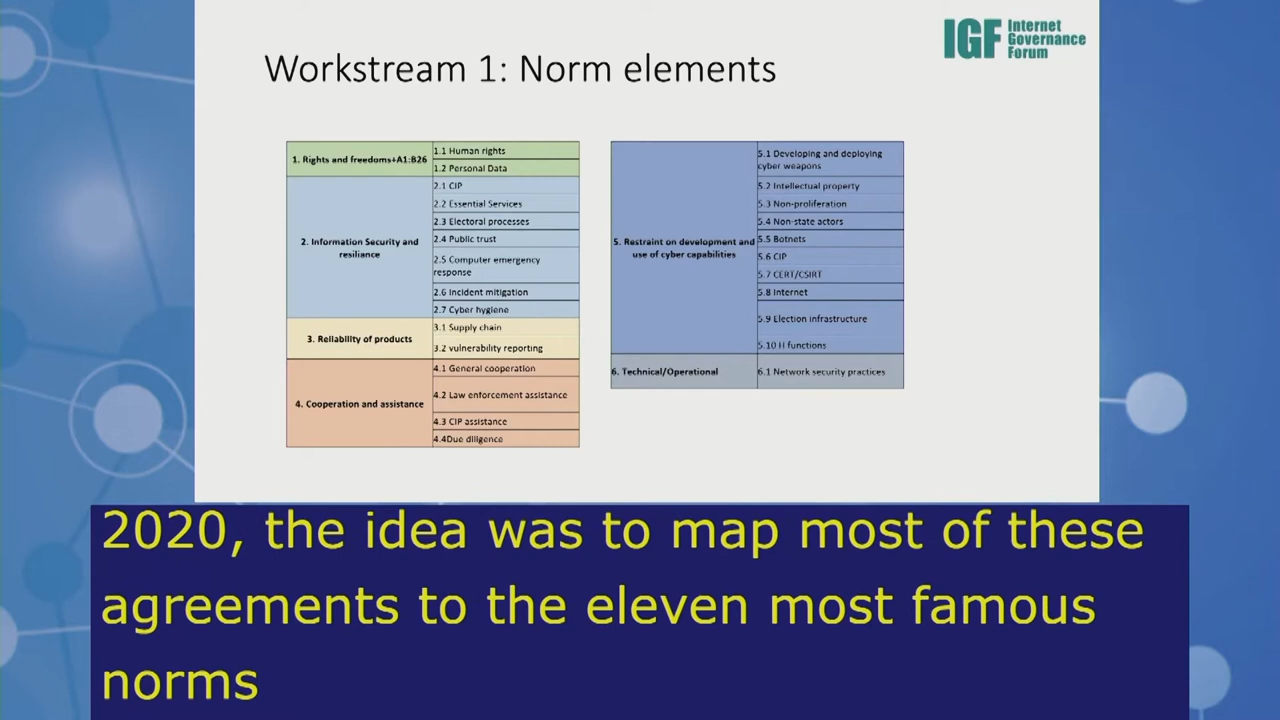 IGF Internet
Governance
Forum
Workstream 1: Norm elements
1. Rights and freedoms+A1:B26
1.1 Human rights
1.2 Personal Data
2. Information Security and
resiliance
2.1 CIP
2.2 Essential Services
2.3 Electoral processes
2.4 Public trust
2.5 Computer emergency
response
2.6 Incident mitigation
2.7 Cyber hygiene
3. Reliability of products
3.1 Supply chain
3.2 vulnerability reporting
4. Cooperation and assistance
4.1 General cooperation
4.2 Law enforcement assistance
4.3 CIP assistance
4.4Due diligence
5. Restraint on development and
use of cyber capabilities
5.1 Developing and deploying
cyber weapons
5.2 Intellectual property
5.3 Non-proliferation
5.4 Non-state actors
5.5 Botnets
5.6 CIP
5.7 CERT/CSIRT
5.8 Internet
5.9 Election infrastructure
5.10 functions
6. Technical/Operational
6.1 Network security practices
2020, the idea was to map most of these
agreements to the eleven most famous
norms